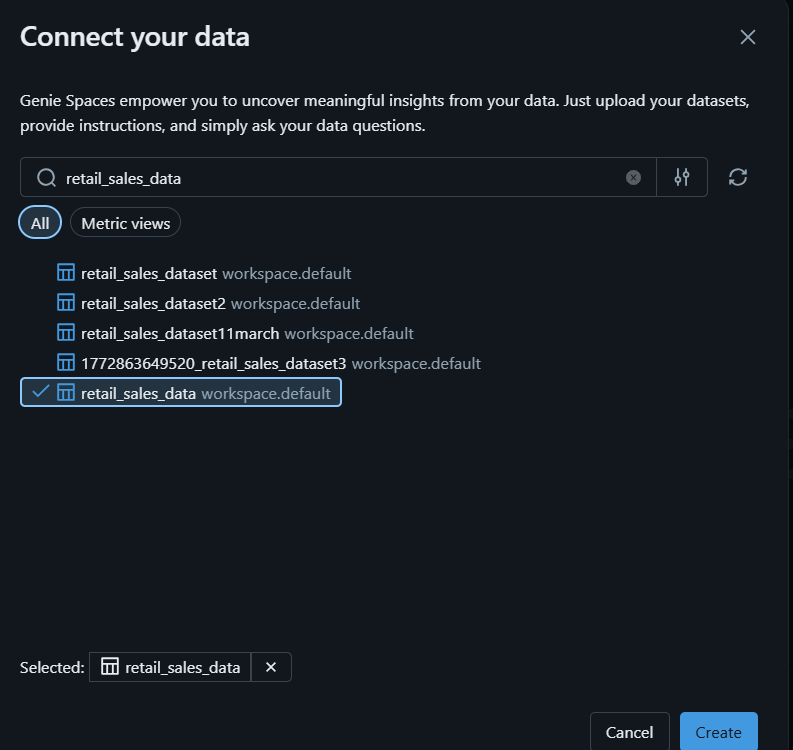 Connect your data
Genie Spaces empower you to uncover meaningful insights from your data. Just upload your datasets,
provide instructions, and simply ask your data questions.
retail_sales_data
All Metric views
retail_sales_dataset workspace.default
retail_sales_dataset2 workspace.default
retail_sales_dataset11march workspace.default
1772863649520_retail_sales_dataset3 workspace.default
retail_sales_data workspace.default
Selected: retail_sales_data
Cancel Create